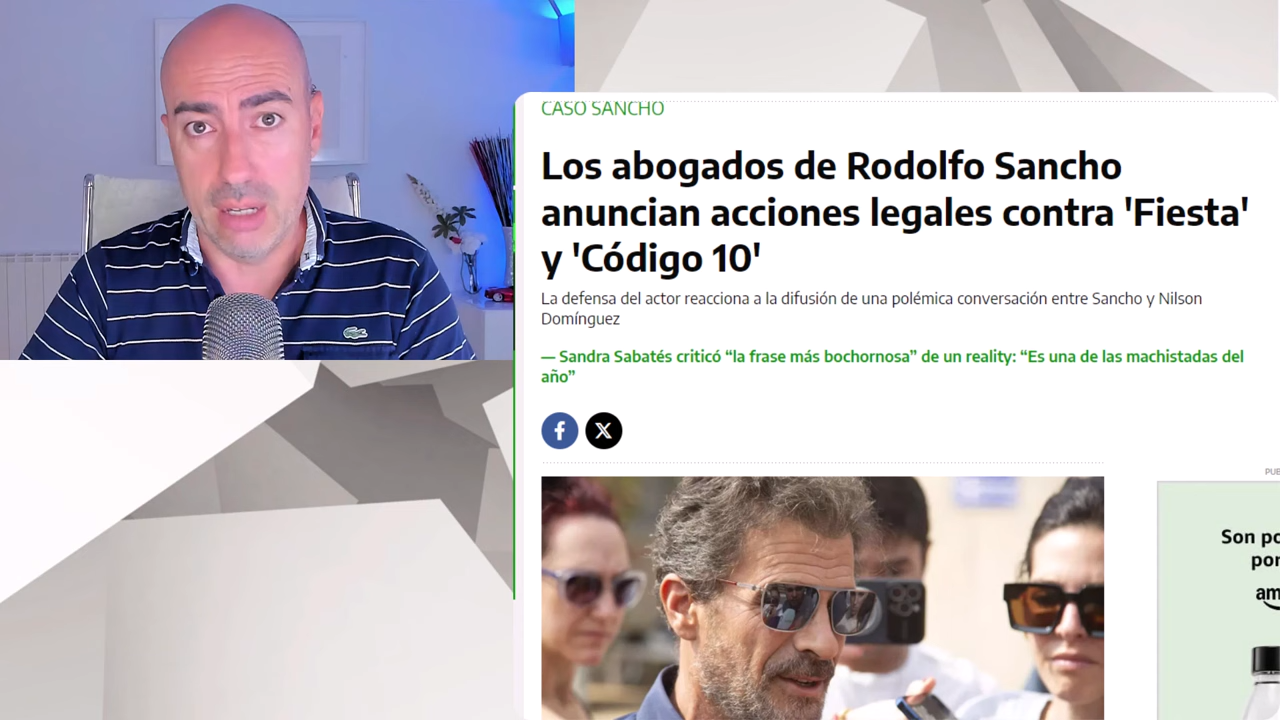 CASO SANCHO
Los abogados de Rodolfo Sancho
anuncian acciones legales contra 'Fiesta'
y 'Código 10'
La defensa del actor reacciona a la difusión de una polémica conversación entre Sancho y Nilson
Domínguez
— Sandra Sabatés criticó “la frase más bochornosa” de un reality: “Es una de las machistadas del
año”